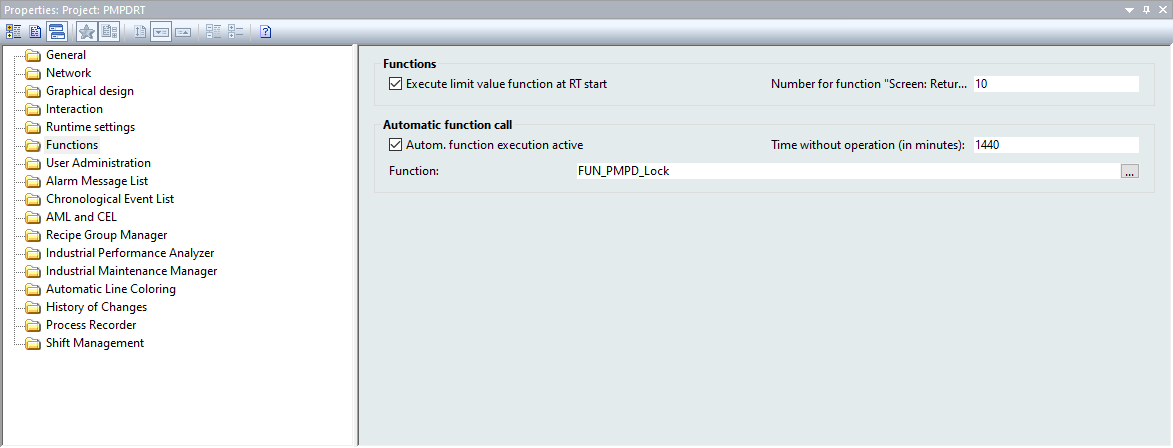 Properties: Project: PMPDRT
General
Network
Graphical design
Interaction
Runtime settings
Functions
User Administration
Alarm Message List
Chronological Event List
AML and CEL
Recipe Group Manager
Industrial Performance Analyzer
Industrial Maintenance Manager
Automatic Line Coloring
History of Changes
Process Recorder
Shift Management
Functions
Execute limit value function at RT start Number for function "Screen: Retur... 10
Automatic function call
Autom. function execution active Time without operation (in minutes): 1440
Function: FUN_PMPD_Lock ...